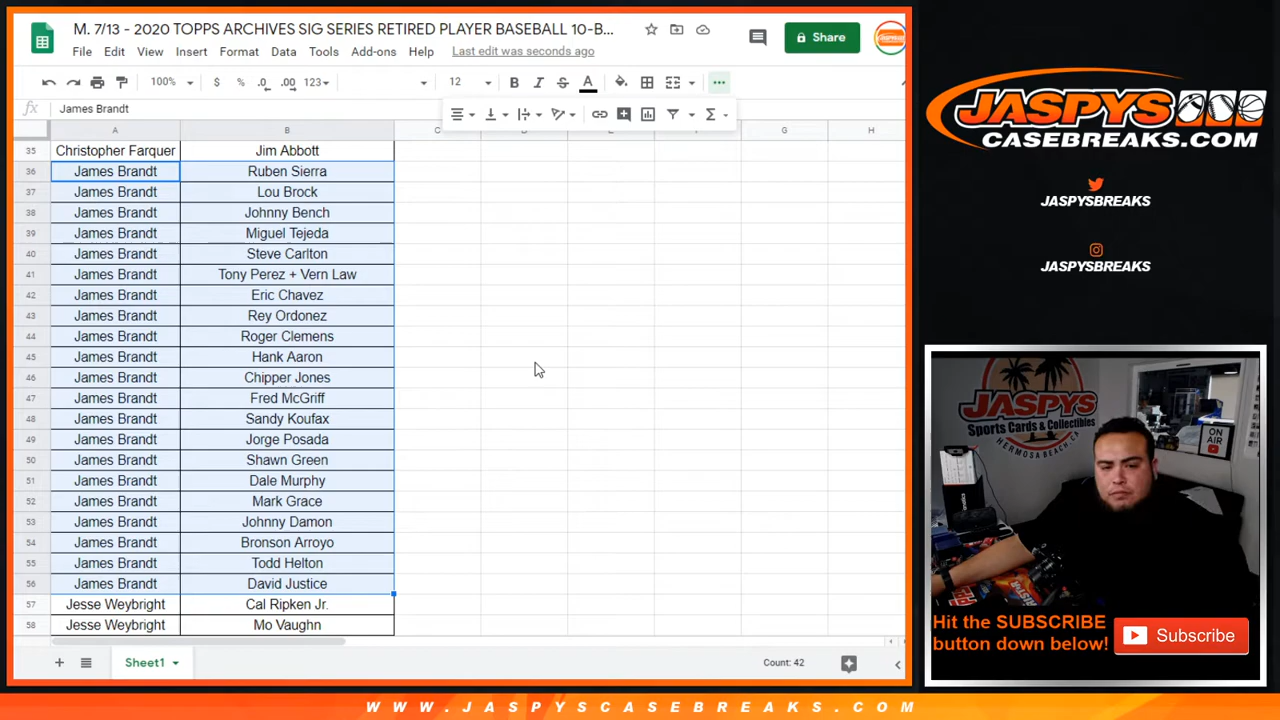 M. 7/13 - 2020 TOPPS ARCHIVES SIG SERIES RETIRED PLAYER BASEBALL 10-B...
Share
File Edit View Insert Format Data Tools Add-ons Help Last edit was seconds ago
100% $ % .0 .00 123 12 B I S A
fx James Brandt
A B C D E F G H
35 Christopher Farquer Jim Abbott
36 James Brandt Ruben Sierra
37 James Brandt Lou Brock
38 James Brandt Johnny Bench
39 James Brandt Miguel Tejeda
40 James Brandt Steve Carlton
41 James Brandt Tony Perez + Vern Law
42 James Brandt Eric Chavez
43 James Brandt Rey Ordonez
44 James Brandt Roger Clemens
45 James Brandt Hank Aaron
46 James Brandt Chipper Jones
47 James Brandt Fred McGriff
48 James Brandt Sandy Koufax
49 James Brandt Jorge Posada
50 James Brandt Shawn Green
51 James Brandt Dale Murphy
52 James Brandt Mark Grace
53 James Brandt Johnny Damon
54 James Brandt Bronson Arroyo
55 James Brandt Todd Helton
56 James Brandt David Justice
57 Jesse Weybright Cal Ripken Jr.
58 Jesse Weybright Mo Vaughn
Sheet1
Count: 42
JASPYS
CASEBREAKS.COM
JASPYSBREAKS
JASPYSBREAKS
JASPYS
Sports Cards & Collectibles
HERMOSA BEACH, CA
ON
AIR
Hit the SUBSCRIBE
button down below!
Subscribe
WWW.JASPYSCASEBREAKS.COM